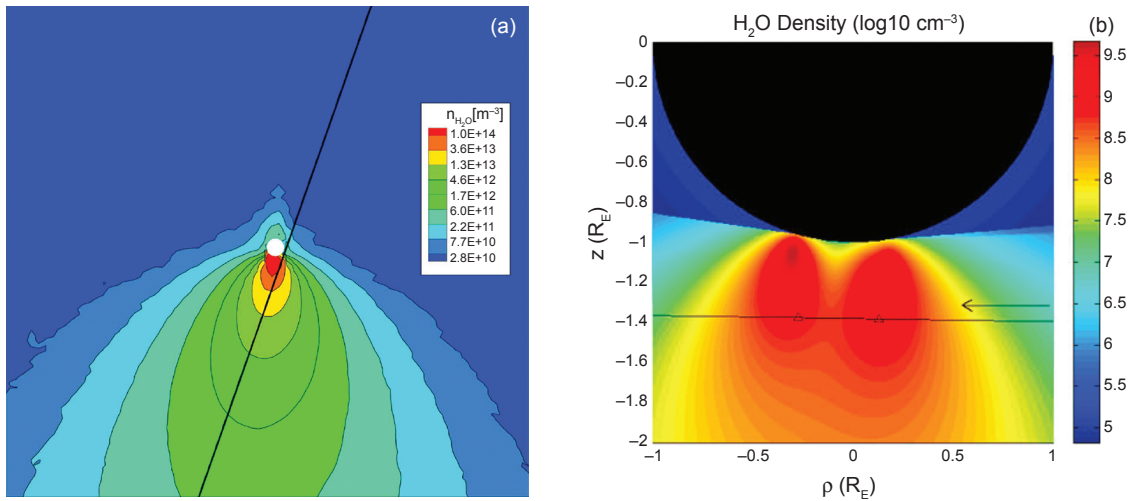 (a)
n_H₂O[m⁻³]
1.0E+14
3.6E+13
1.3E+13
4.6E+12
1.7E+12
6.0E+11
2.2E+11
7.7E+10
2.8E+10
H₂O Density (log10 cm⁻³)
(b)
z (R_E)
0
−0.2
−0.4
−0.6
−0.8
−1
−1.2
−1.4
−1.6
−1.8
−2
−1
−0.5
0
0.5
1
ρ (R_E)
9.5
9
8.5
8
7.5
7
6.5
6
5.5
5